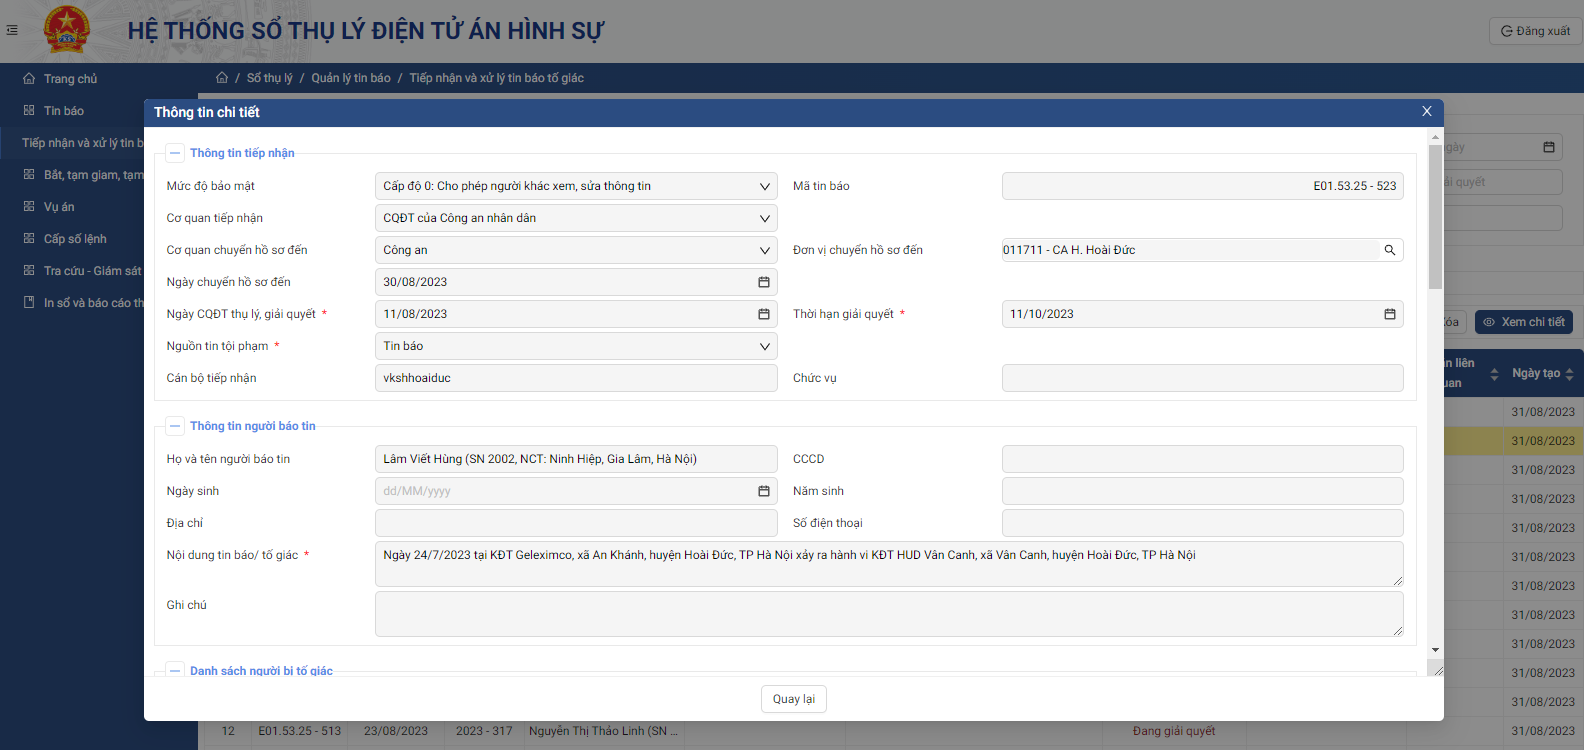 HỆ THỐNG SỔ THỤ LÝ ĐIỆN TỬ ÁN HÌNH SỰ
Đăng xuất
Trang chủ
/ Sổ thụ lý / Quản lý tin báo / Tiếp nhận và xử lý tin báo tố giác
Tin báo
Tiếp nhận và xử lý tin b
Bắt, tạm giam, tạm
Vụ án
Cấp số lệnh
Tra cứu - Giám sát
In sổ và báo cáo th
Thông tin chi tiết
X
Thông tin tiếp nhận
Mức độ bảo mật
Cấp độ 0: Cho phép người khác xem, sửa thông tin
Mã tin báo
E01.53.25 - 523
Cơ quan tiếp nhận
CQĐT của Công an nhân dân
Cơ quan chuyển hồ sơ đến
Công an
Đơn vị chuyển hồ sơ đến
011711 - CA H. Hoài Đức
Ngày chuyển hồ sơ đến
30/08/2023
Ngày CQĐT thụ lý, giải quyết *
11/08/2023
Thời hạn giải quyết *
11/10/2023
Nguồn tin tội phạm *
Tin báo
Cán bộ tiếp nhận
vkshhoaiduc
Chức vụ
Thông tin người báo tin
Họ và tên người báo tin
Lâm Viết Hùng (SN 2002, NCT: Ninh Hiệp, Gia Lâm, Hà Nội)
CCCD
Ngày sinh
dd/MM/yyyy
Năm sinh
Địa chỉ
Số điện thoại
Nội dung tin báo/ tố giác *
Ngày 24/7/2023 tại KĐT Geleximco, xã An Khánh, huyện Hoài Đức, TP Hà Nội xảy ra hành vi KĐT HUD Vân Canh, xã Vân Canh, huyện Hoài Đức, TP Hà Nội
Ghi chú
Danh sách người bị tố giác
Quay lại
gày
ải quyết
óa
Xem chi tiết
n liên
uan
Ngày tạo
31/08/2023
31/08/2023
31/08/2023
31/08/2023
31/08/2023
31/08/2023
31/08/2023
31/08/2023
31/08/2023
31/08/2023
31/08/2023
12 E01.53.25 - 513 23/08/2023 2023 - 317 Nguyễn Thị Thảo Linh (SN ... Đang giải quyết 31/08/2023